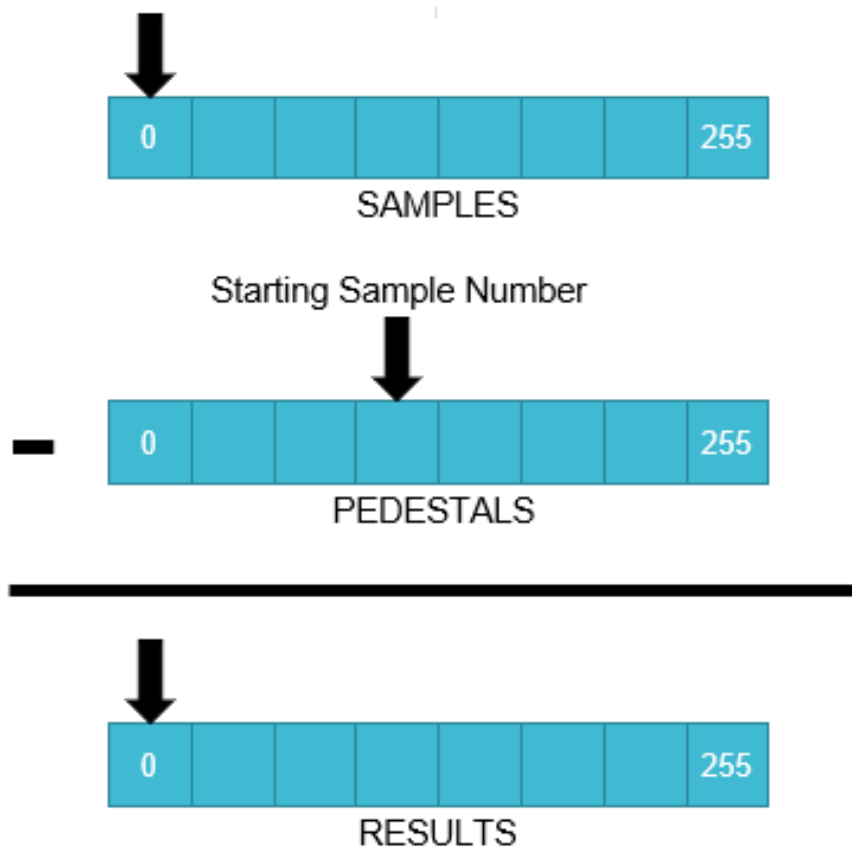 0 255
SAMPLES
Starting Sample Number
0 255
PEDESTALS
0 255
RESULTS